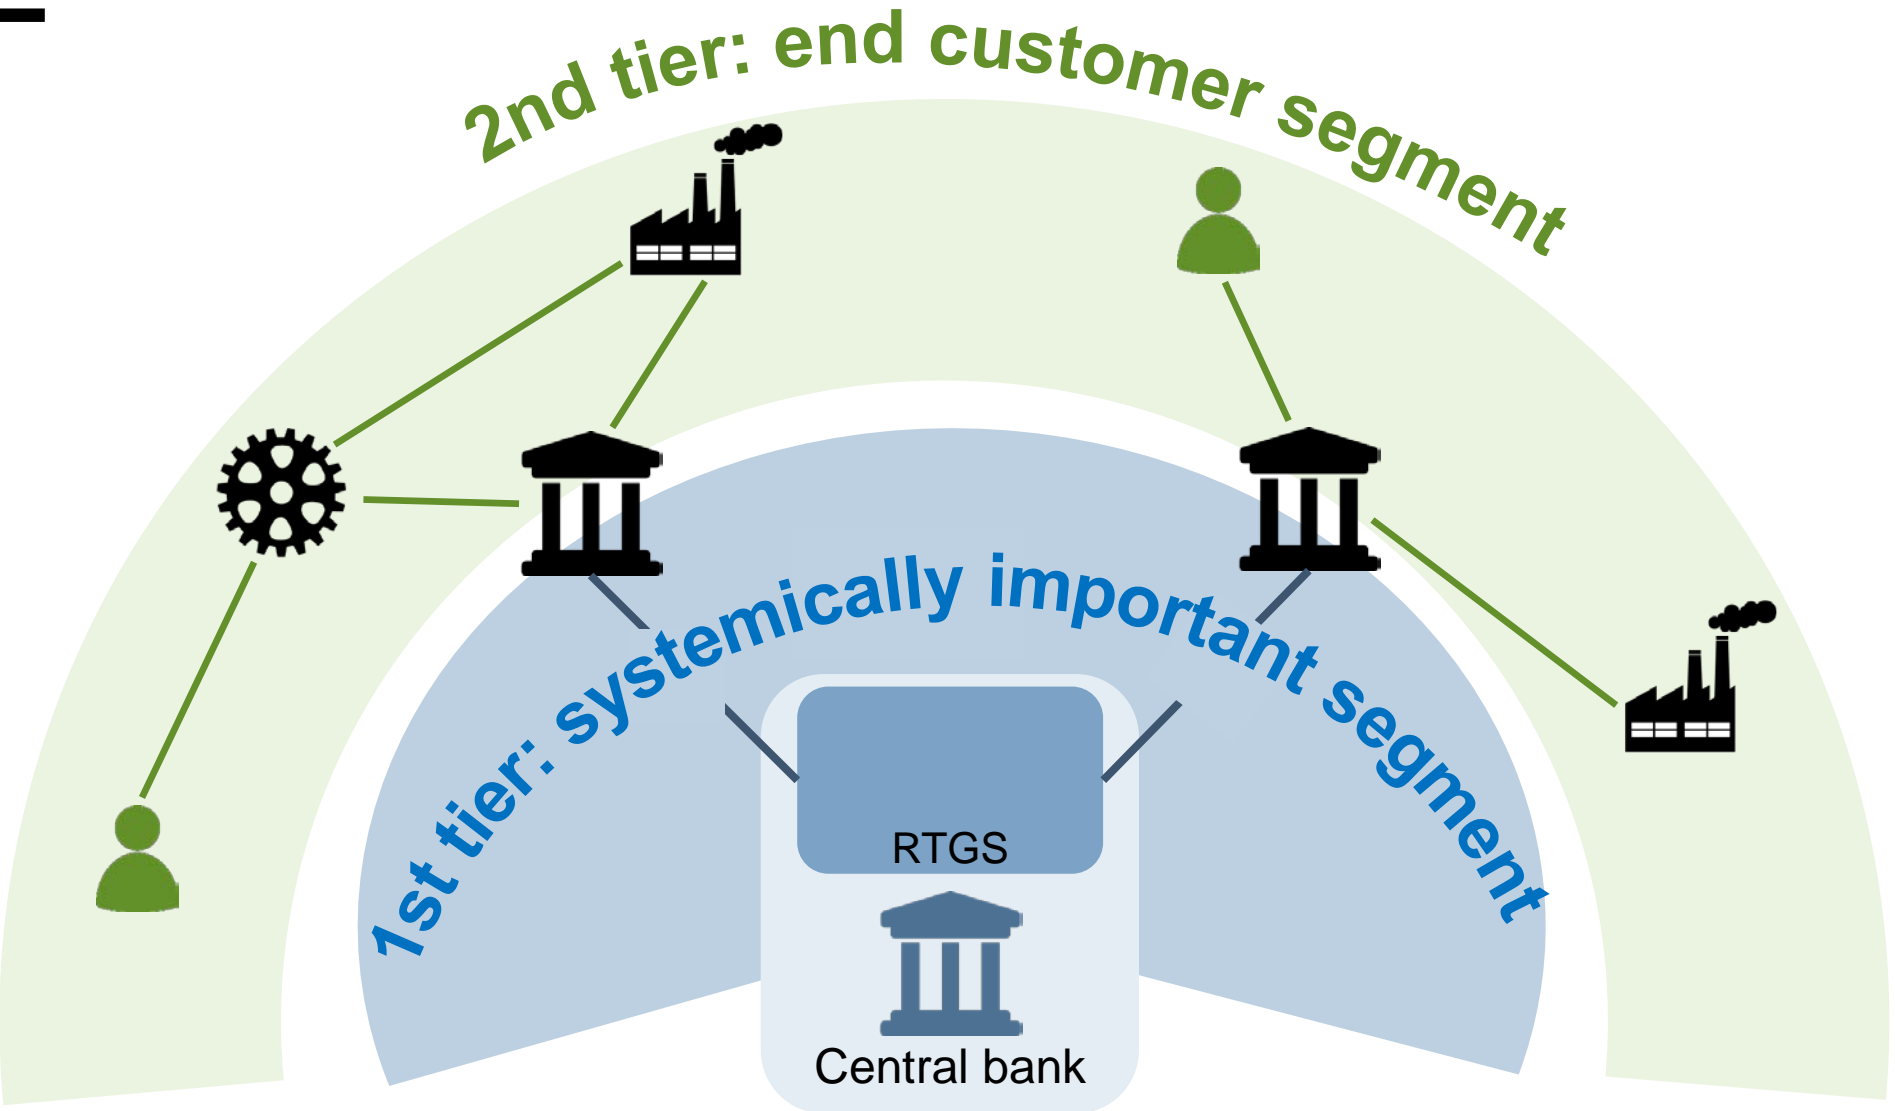 2nd tier: end customer segment
1st tier: systemically important segment
RTGS
Central bank